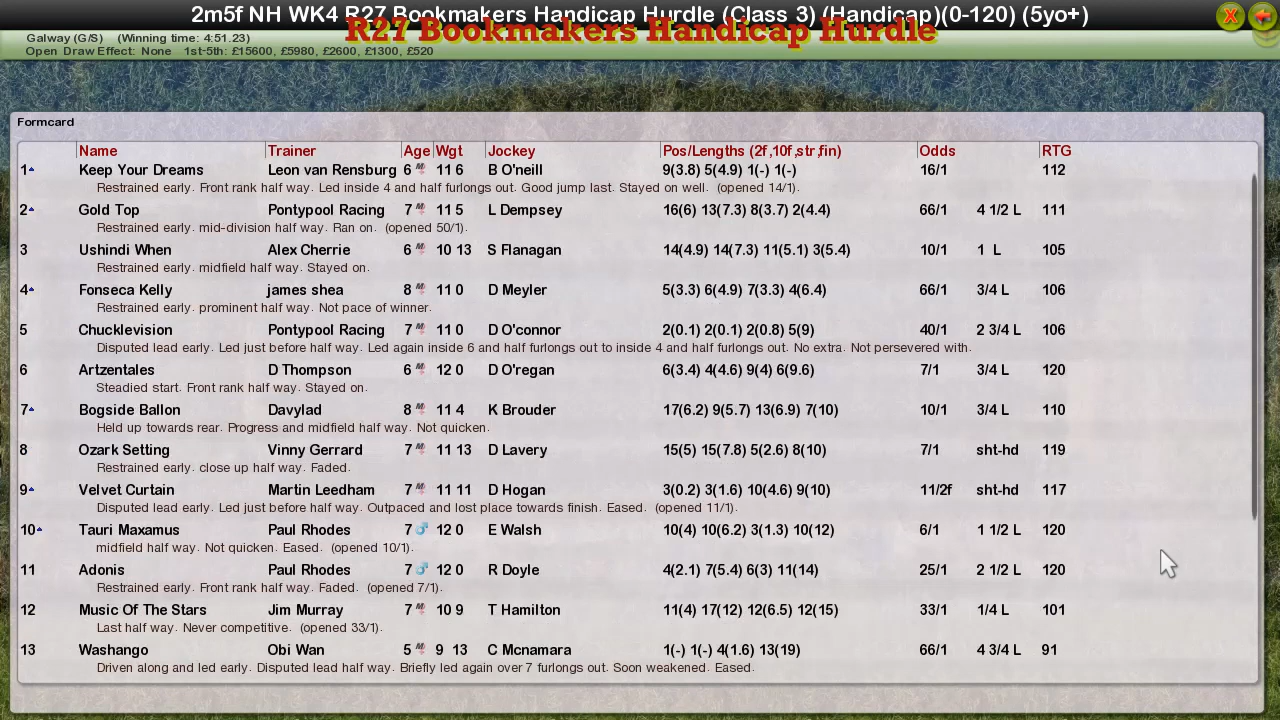 2m5f NH WK4 R27 Bookmakers Handicap Hurdle (Class 3) (Handicap)(0-120) (5yo+)
R27 Bookmakers Handicap Hurdle
Galway (G/S) (Winning time: 4:51.23)
Open Draw Effect: None 1st-5th: £15600, £5980, £2600, £1300, £520
X
Formcard
Name Trainer Age Wgt Jockey Pos/Lengths (2f,10f,str,fin) Odds RTG
1 Keep Your Dreams Leon van Rensburg 6 M 11 6 B O'neill 9(3.8) 5(4.9) 1(-) 1(-) 16/1 112
Restrained early. Front rank half way. Led inside 4 and half furlongs out. Good jump last. Stayed on well. (opened 14/1).
2 Gold Top Pontypool Racing 7 M 11 5 L Dempsey 16(6) 13(7.3) 8(3.7) 2(4.4) 66/1 4 1/2 L 111
Restrained early. mid-division half way. Ran on. (opened 50/1).
3 Ushindi When Alex Cherrie 6 M 10 13 S Flanagan 14(4.9) 14(7.3) 11(5.1) 3(5.4) 10/1 1 L 105
Restrained early. midfield half way. Stayed on.
4 Fonseca Kelly james shea 8 M 11 0 D Meyler 5(3.3) 6(4.9) 7(3.3) 4(6.4) 66/1 3/4 L 106
Restrained early. prominent half way. Not pace of winner.
5 Chucklevision Pontypool Racing 7 M 11 0 D O'connor 2(0.1) 2(0.1) 2(0.8) 5(9) 40/1 2 3/4 L 106
Disputed lead early. Led just before half way. Led again inside 6 and half furlongs out to inside 4 and half furlongs out. No extra. Not persevered with.
6 Artzentales D Thompson 6 M 12 0 D O'regan 6(3.4) 4(4.6) 9(4) 6(9.6) 7/1 3/4 L 120
Steadied start. Front rank half way. Stayed on.
7 Bogside Ballon Davylad 8 M 11 4 K Brouder 17(6.2) 9(5.7) 13(6.9) 7(10) 10/1 3/4 L 110
Held up towards rear. Progress and midfield half way. Not quicken.
8 Ozark Setting Vinny Gerrard 7 M 11 13 D Lavery 15(5) 15(7.8) 5(2.6) 8(10) 7/1 sht-hd 119
Restrained early. close up half way. Faded.
9 Velvet Curtain Martin Leedham 7 M 11 11 D Hogan 3(0.2) 3(1.6) 10(4.6) 9(10) 11/2f sht-hd 117
Disputed lead early. Led just before half way. Outpaced and lost place towards finish. Eased. (opened 11/1).
10 Tauri Maxamus Paul Rhodes 7 12 0 E Walsh 10(4) 10(6.2) 3(1.3) 10(12) 6/1 1 1/2 L 120
midfield half way. Not quicken. Eased. (opened 10/1).
11 Adonis Paul Rhodes 7 12 0 R Doyle 4(2.1) 7(5.4) 6(3) 11(14) 25/1 2 1/2 L 120
Restrained early. Front rank half way. Faded. (opened 7/1).
12 Music Of The Stars Jim Murray 7 M 10 9 T Hamilton 11(4) 17(12) 12(6.5) 12(15) 33/1 1/4 L 101
Last half way. Never competitive. (opened 33/1).
13 Washango Obi Wan 5 M 9 13 C Mcnamara 1(-) 1(-) 4(1.6) 13(19) 66/1 4 3/4 L 91
Driven along and led early. Disputed lead half way. Briefly led again over 7 furlongs out. Soon weakened. Eased.